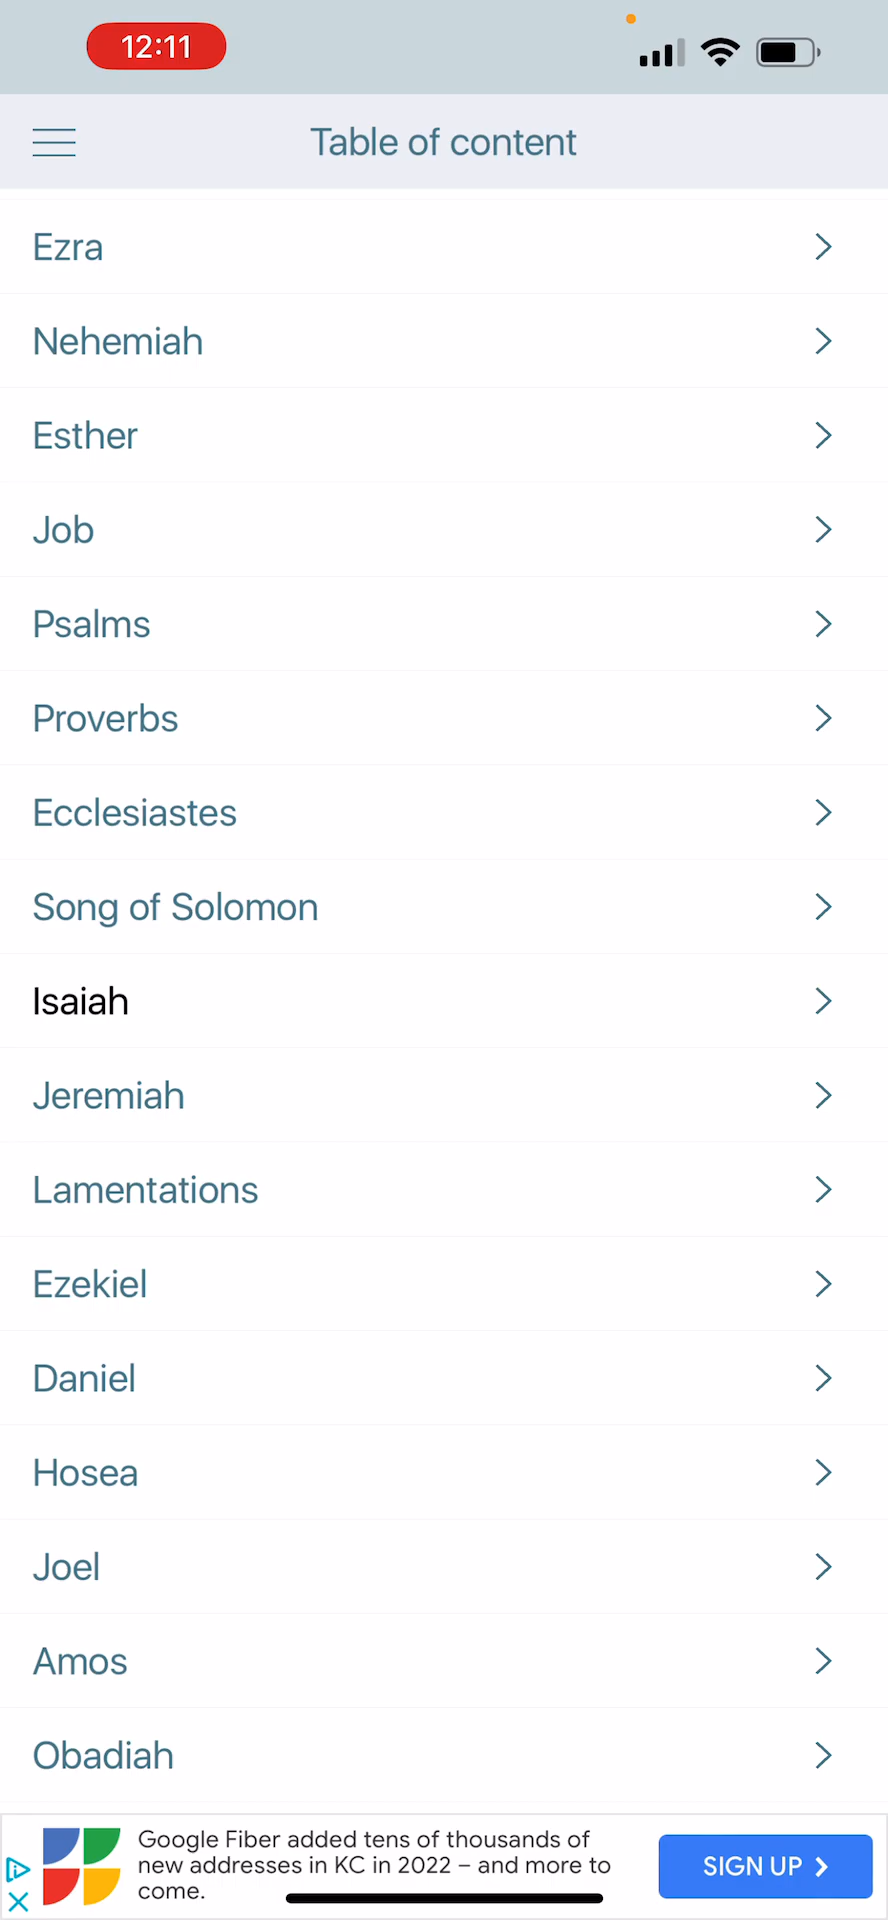 12:11
Table of content
Ezra
Nehemiah
Esther
Job
Psalms
Proverbs
Ecclesiastes
Song of Solomon
Isaiah
Jeremiah
Lamentations
Ezekiel
Daniel
Hosea
Joel
Amos
Obadiah
Google Fiber added tens of thousands of
new addresses in KC in 2022 – and more to
come.
SIGN UP